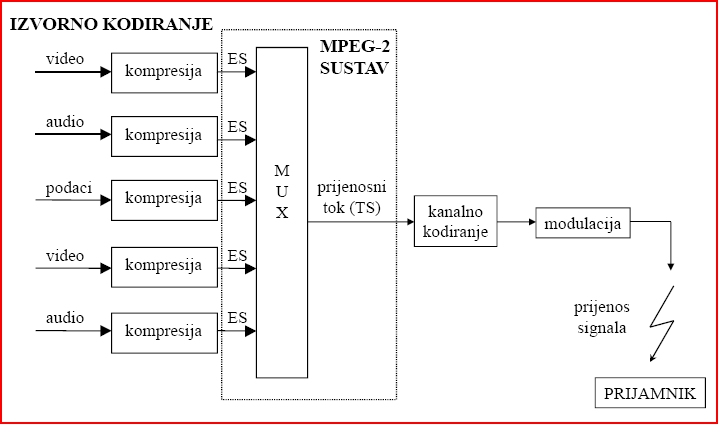 IZVORNO KODIRANJE
MPEG-2
SUSTAV
video
kompresija
ES
audio
kompresija
ES
podaci
kompresija
ES
video
kompresija
ES
audio
kompresija
ES
M
U
X
prijenosni
tok (TS)
kanalno
kodiranje
modulacija
prijenos
signala
PRIJAMNIK